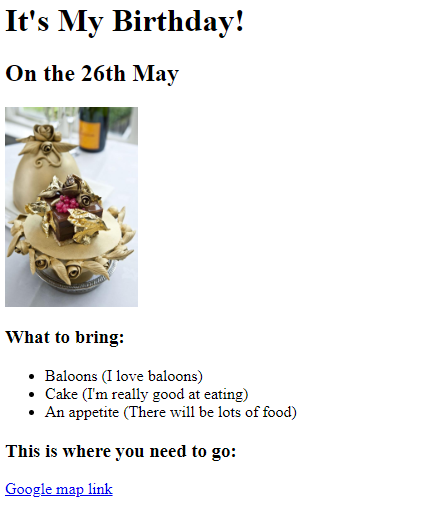 It's My Birthday!
On the 26th May
What to bring:
Baloons (I love baloons)
Cake (I'm really good at eating)
An appetite (There will be lots of food)
This is where you need to go:
Google map link